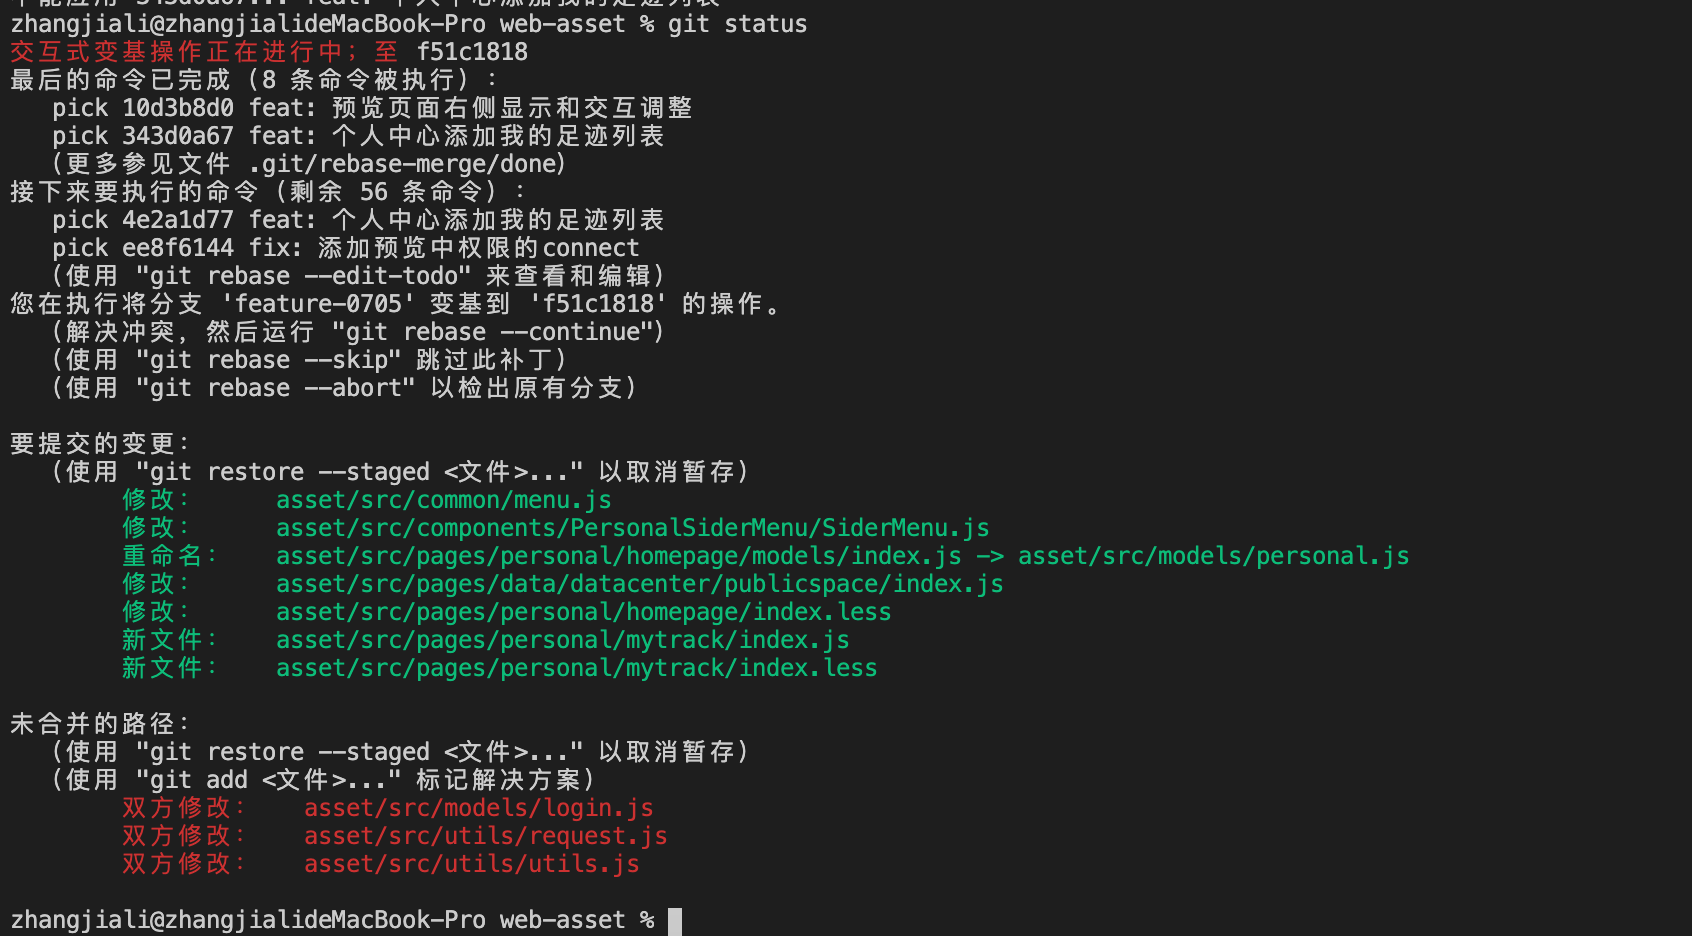 343d0a67... feat: 个人中心添加我的足迹列表
zhangjiali@zhangjialideMacBook-Pro web-asset % git status
交互式变基操作正在进行中；至 f51c1818
最后的命令已完成（8 条命令被执行）：
pick 10d3b8d0 feat: 预览页面右侧显示和交互调整
pick 343d0a67 feat: 个人中心添加我的足迹列表
（更多参见文件 .git/rebase-merge/done）
接下来要执行的命令（剩余 56 条命令）：
pick 4e2a1d77 feat: 个人中心添加我的足迹列表
pick ee8f6144 fix: 添加预览中权限的connect
（使用 "git rebase --edit-todo" 来查看和编辑）
您在执行将分支 'feature-0705' 变基到 'f51c1818' 的操作。
（解决冲突，然后运行 "git rebase --continue"）
（使用 "git rebase --skip" 跳过此补丁）
（使用 "git rebase --abort" 以检出原有分支）
要提交的变更：
（使用 "git restore --staged <文件>..." 以取消暂存）
修改： asset/src/common/menu.js
修改： asset/src/components/PersonalSiderMenu/SiderMenu.js
重命名： asset/src/pages/personal/homepage/models/index.js -> asset/src/models/personal.js
修改： asset/src/pages/data/datacenter/publicspace/index.js
修改： asset/src/pages/personal/homepage/index.less
新文件： asset/src/pages/personal/mytrack/index.js
新文件： asset/src/pages/personal/mytrack/index.less
未合并的路径：
（使用 "git restore --staged <文件>..." 以取消暂存）
（使用 "git add <文件>..." 标记解决方案）
双方修改： asset/src/models/login.js
双方修改： asset/src/utils/request.js
双方修改： asset/src/utils/utils.js
zhangjiali@zhangjialideMacBook-Pro web-asset %